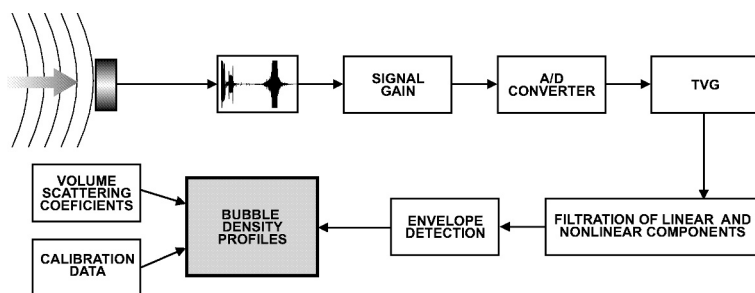 SIGNAL
GAIN
A/D
CONVERTER
TVG
FILTRATION OF LINEAR AND
NONLINEAR COMPONENTS
ENVELOPE
DETECTION
BUBBLE
DENSITY
PROFILES
VOLUME
SCATTERING
COEFICIENTS
CALIBRATION
DATA